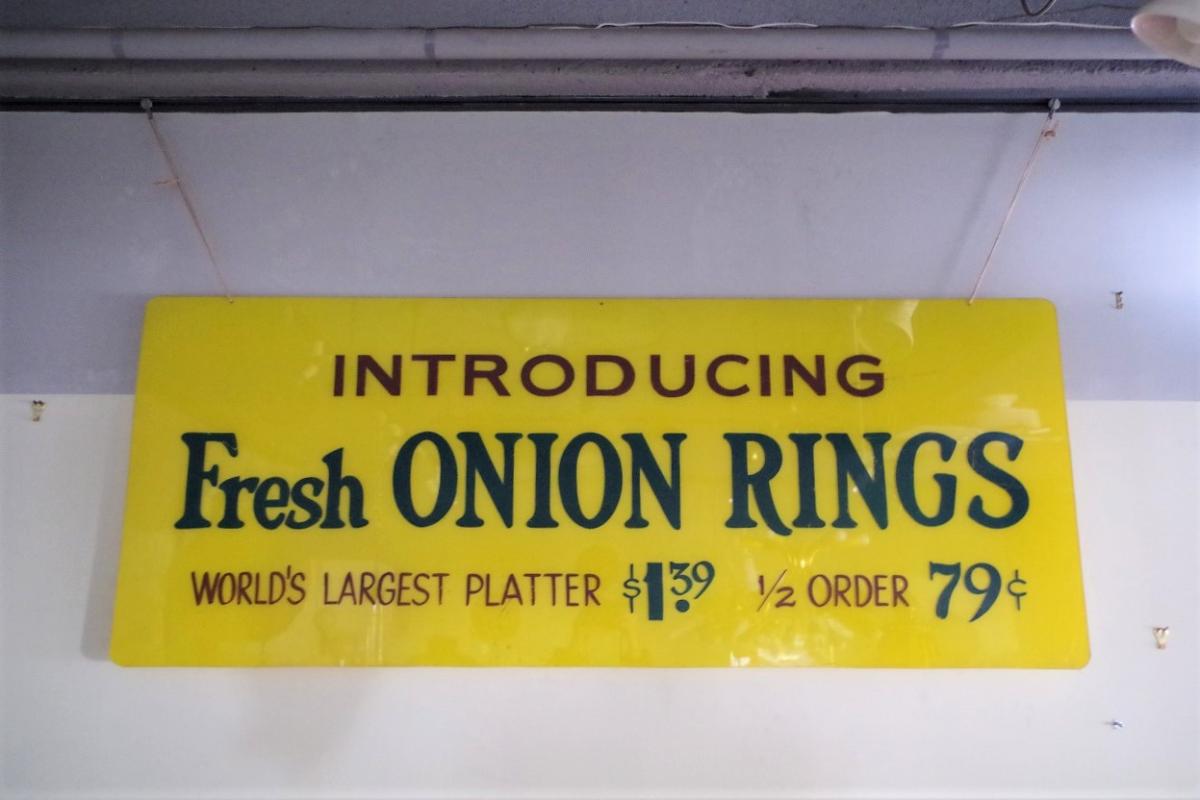 INTRODUCING
Fresh ONION RINGS
WORLD'S LARGEST PLATTER $1.39 1/2 ORDER 79¢